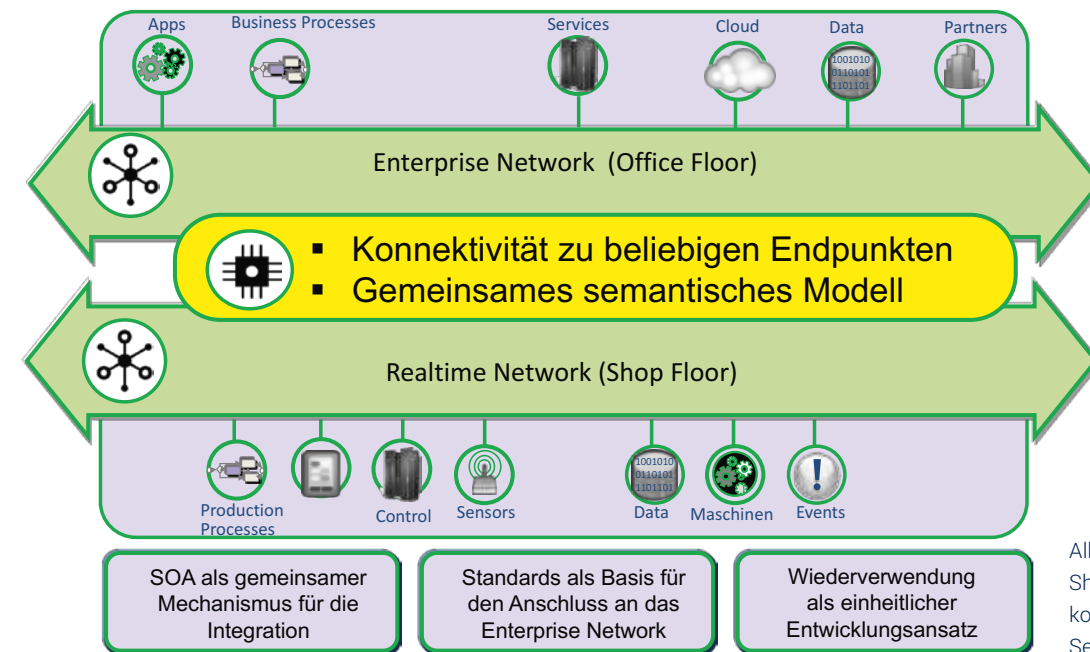 Apps
Business Processes
Services
Cloud
Data
Partners
1001010
0110101
1101101
Enterprise Network (Office Floor)
▪ Konnektivität zu beliebigen Endpunkten
▪ Gemeinsames semantisches Modell
Realtime Network (Shop Floor)
1001010
0110101
1101101
!
Production
Processes
Control
Sensors
Data
Maschinen
Events
SOA als gemeinsamer
Mechanismus für die
Integration
Standards als Basis für
den Anschluss an das
Enterprise Network
Wiederverwendung
als einheitlicher
Entwicklungsansatz